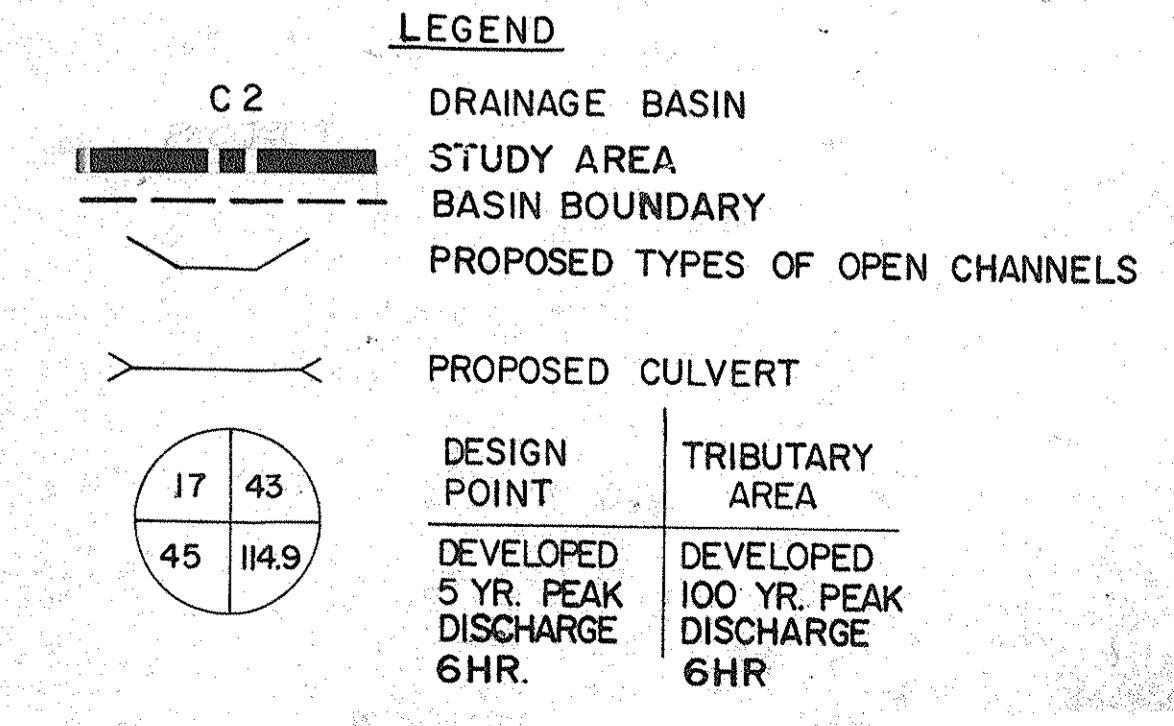 LEGEND
C 2 DRAINAGE BASIN
STUDY AREA
BASIN BOUNDARY
PROPOSED TYPES OF OPEN CHANNELS
PROPOSED CULVERT
17 43
45 114.9
DESIGN
POINT
TRIBUTARY
AREA
DEVELOPED
5 YR. PEAK
DISCHARGE
6HR.
DEVELOPED
100 YR. PEAK
DISCHARGE
6HR